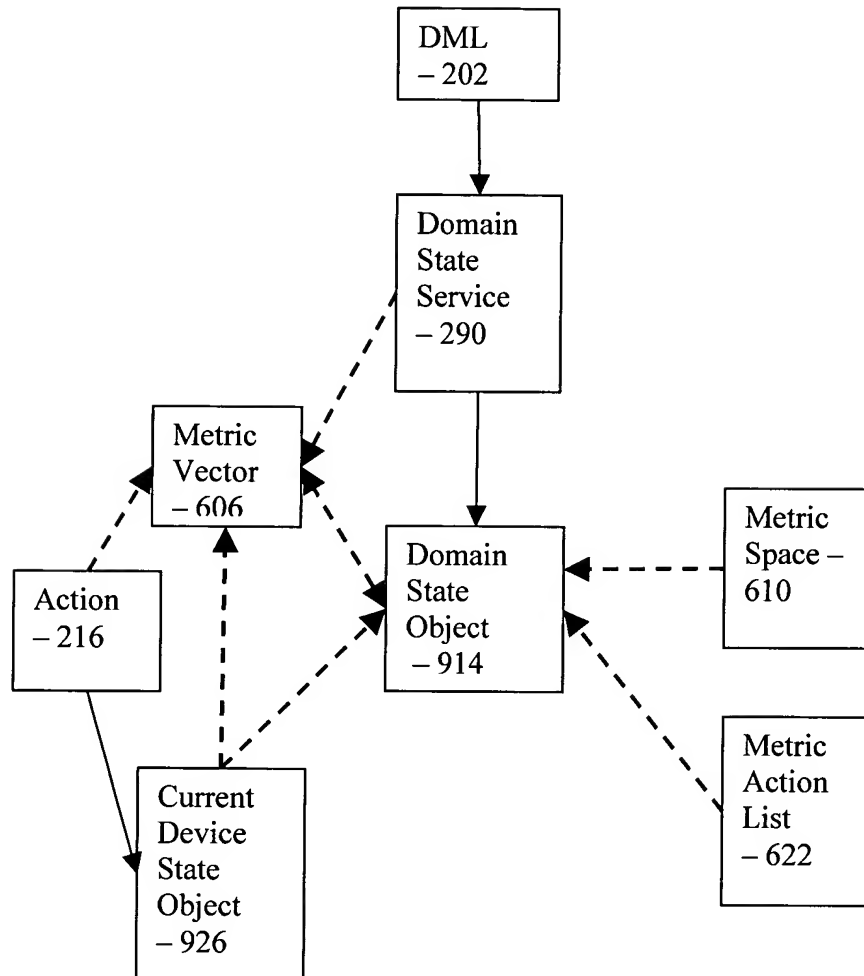 DML
– 202
Domain
State
Service
– 290
Metric
Vector
– 606
Domain
State
Object
– 914
Metric
Space –
610
Action
– 216
Metric
Action
List
– 622
Current
Device
State
Object
– 926